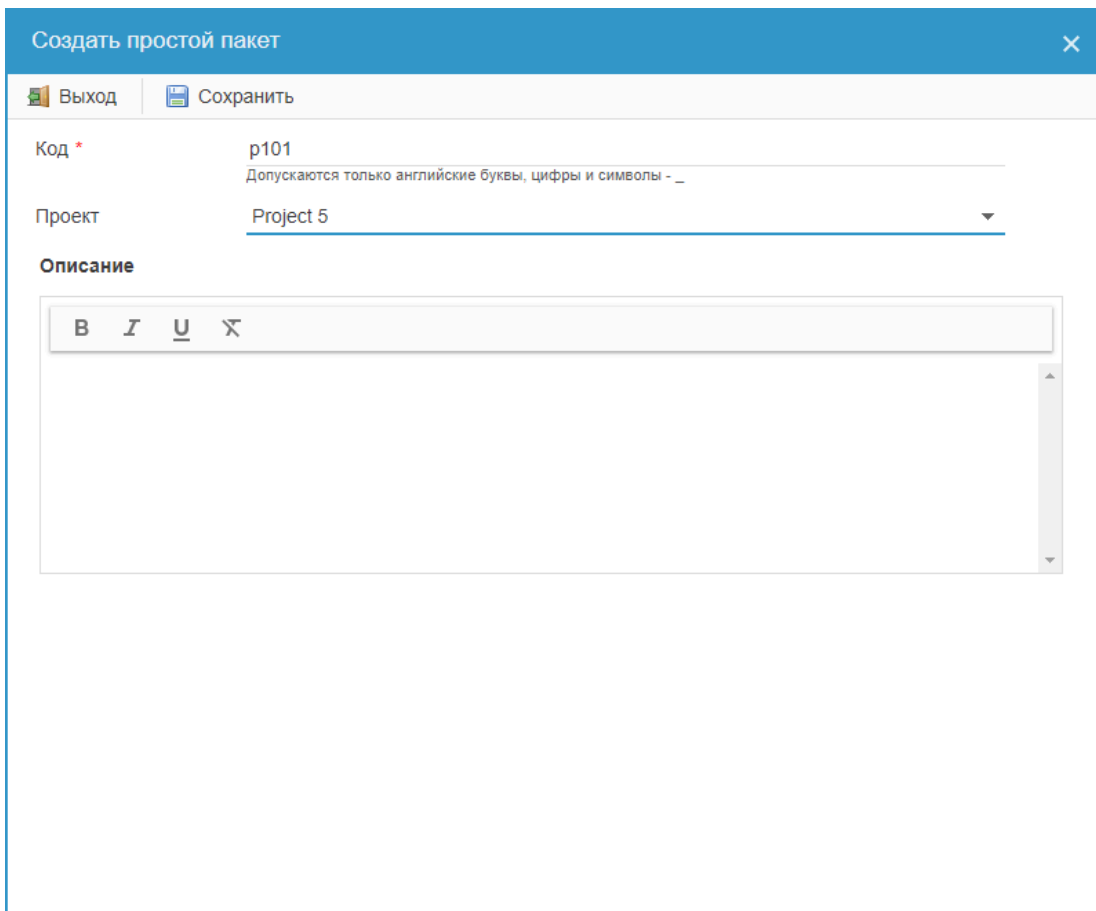 Создать простой пакет
Выход Сохранить
Код * p101
Допускаются только английские буквы, цифры и символы - _
Проект Project 5
Описание
B I U